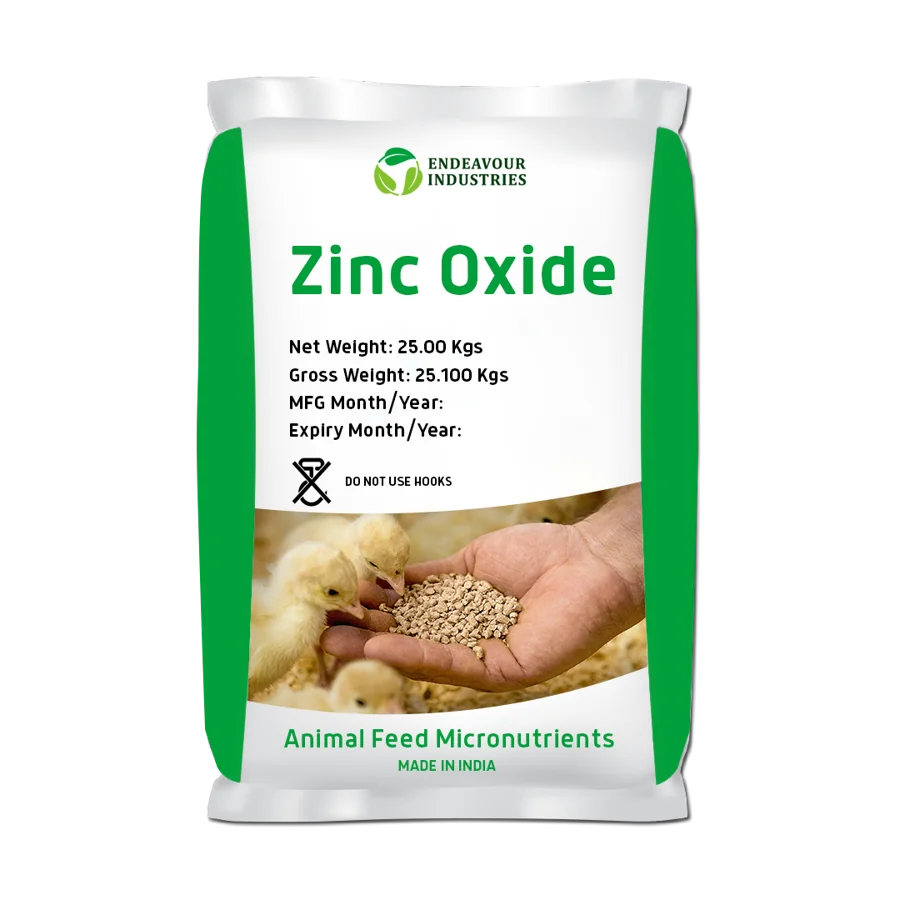 ENDEAVOUR
INDUSTRIES
Zinc Oxide
Net Weight: 25.00 Kgs
Gross Weight: 25.100 Kgs
MFG Month/Year:
Expiry Month/Year:
DO NOT USE HOOKS
Animal Feed Micronutrients
MADE IN INDIA